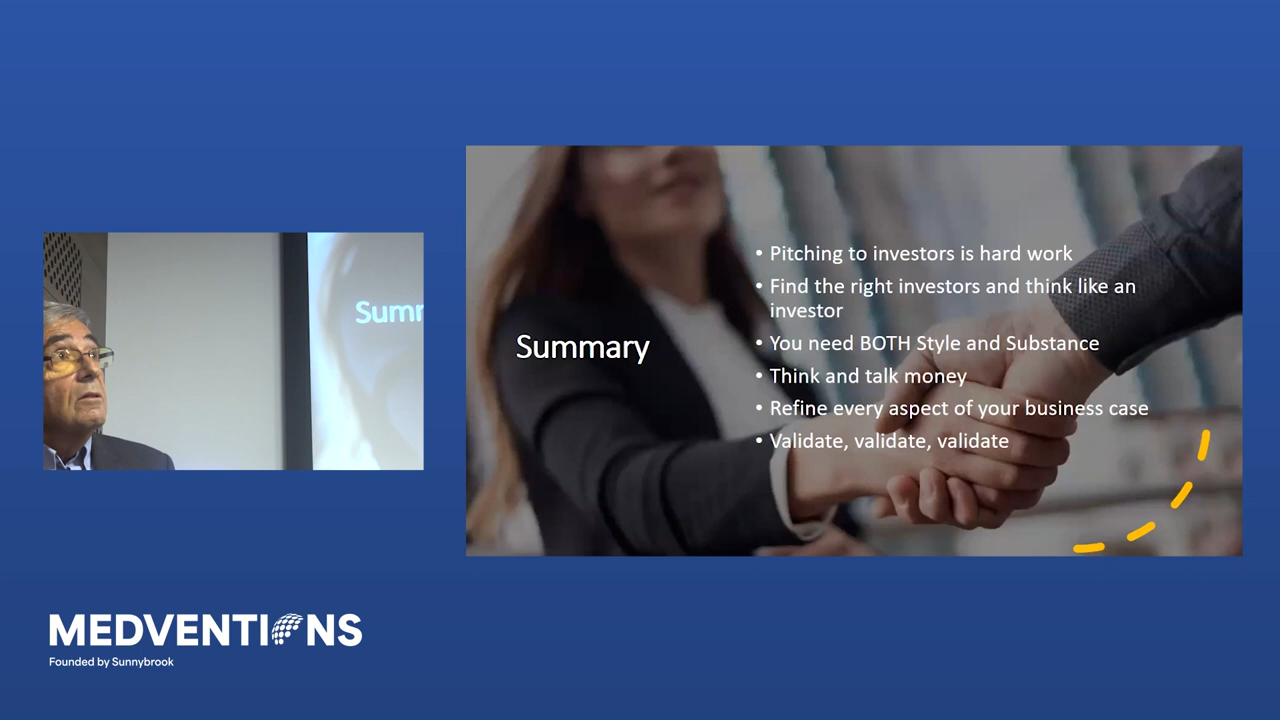 Summ
Summary
• Pitching to investors is hard work
• Find the right investors and think like an
investor
• You need BOTH Style and Substance
• Think and talk money
• Refine every aspect of your business case
• Validate, validate, validate
MEDVENTIONS
Founded by Sunnybrook